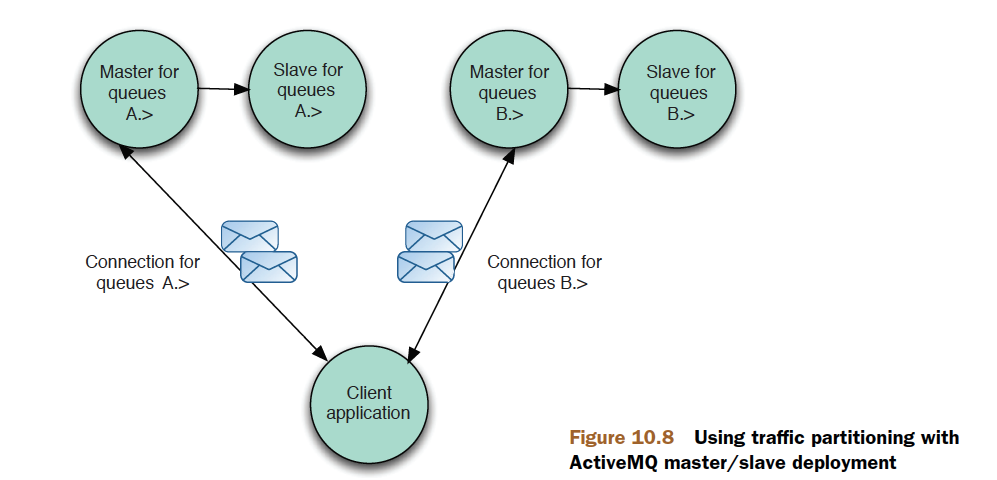 Master for
queues
A.>
Slave for
queues
A.>
Master for
queues
B.>
Slave for
queues
B.>
Connection for
queues A.>
Connection for
queues B.>
Client
application
Figure 10.8 Using traffic partitioning with
ActiveMQ master/slave deployment